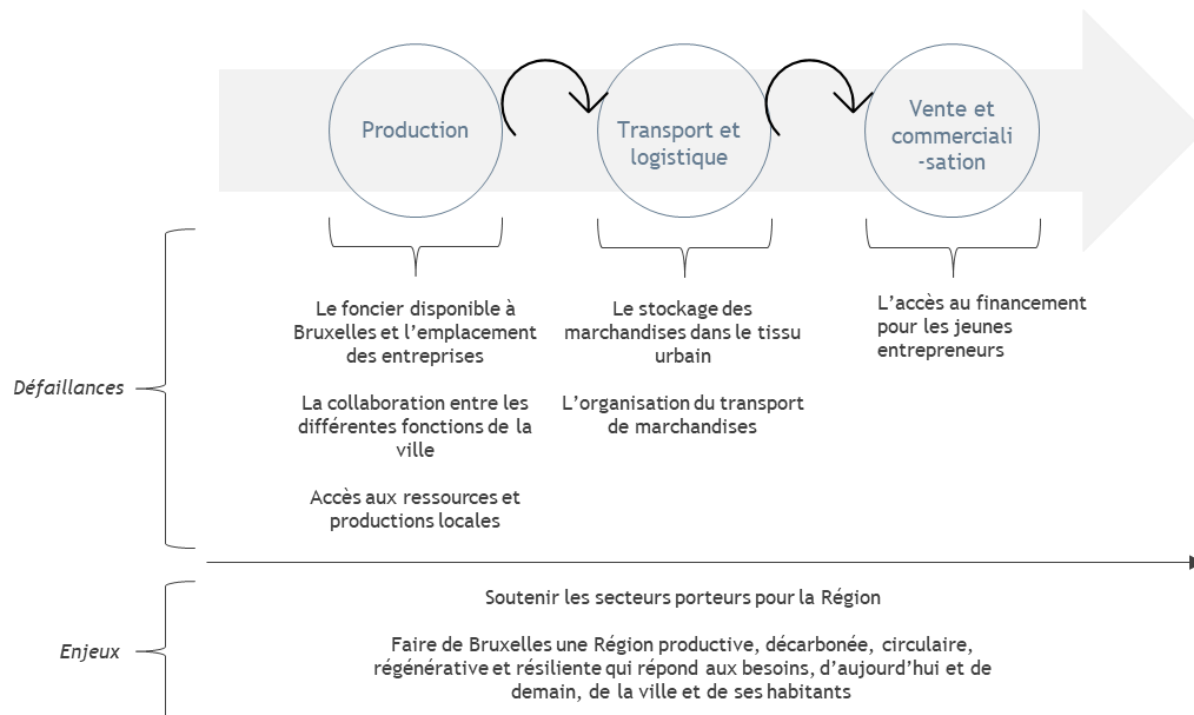 Production
Transport et
logistique
Vente et
commerciali
-sation
Défaillances
Le foncier disponible à
Bruxelles et l'emplacement
des entreprises
La collaboration entre les
différentes fonctions de la
ville
Accès aux ressources et
productions locales
Le stockage des
marchandises dans le tissu
urbain
L'organisation du transport
de marchandises
L'accès au financement
pour les jeunes
entrepreneurs
Enjeux
Soutenir les secteurs porteurs pour la Région
Faire de Bruxelles une Région productive, décarbonée, circulaire,
régénérative et résiliente qui répond aux besoins, d'aujourd'hui et de
demain, de la ville et de ses habitants